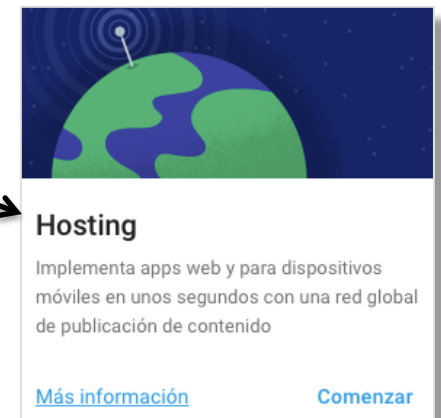 Hosting
Implementa apps web y para dispositivos
móviles en unos segundos con una red global
de publicación de contenido
Más información Comenzar